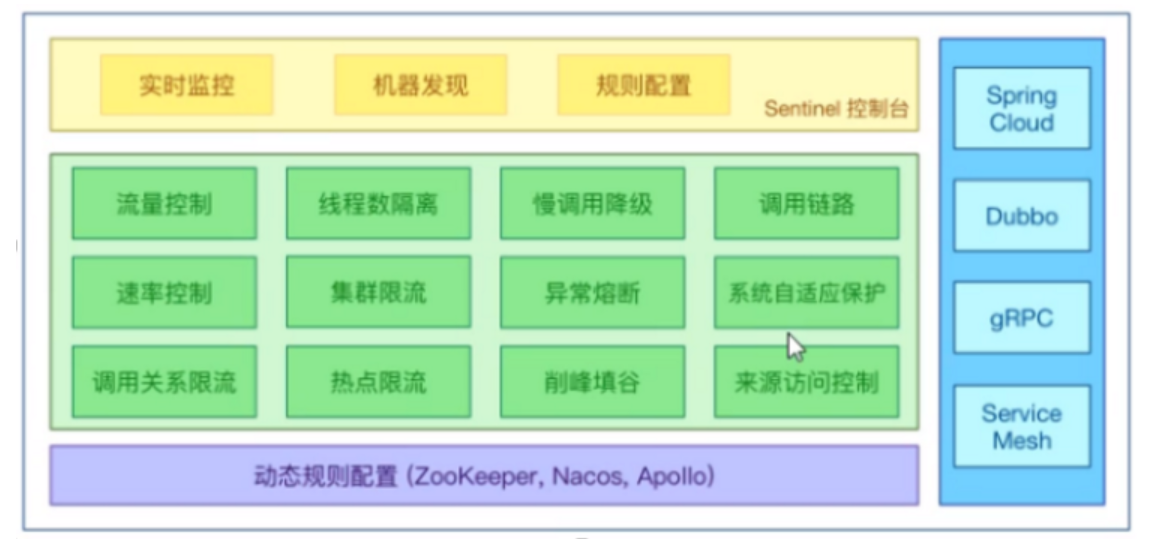 实时监控
机器发现
规则配置
Sentinel 控制台
流量控制
线程数隔离
慢调用降级
调用链路
速率控制
集群限流
异常熔断
系统自适应保护
调用关系限流
热点限流
削峰填谷
来源访问控制
动态规则配置 (ZooKeeper, Nacos, Apollo)
Spring
Cloud
Dubbo
gRPC
Service
Mesh